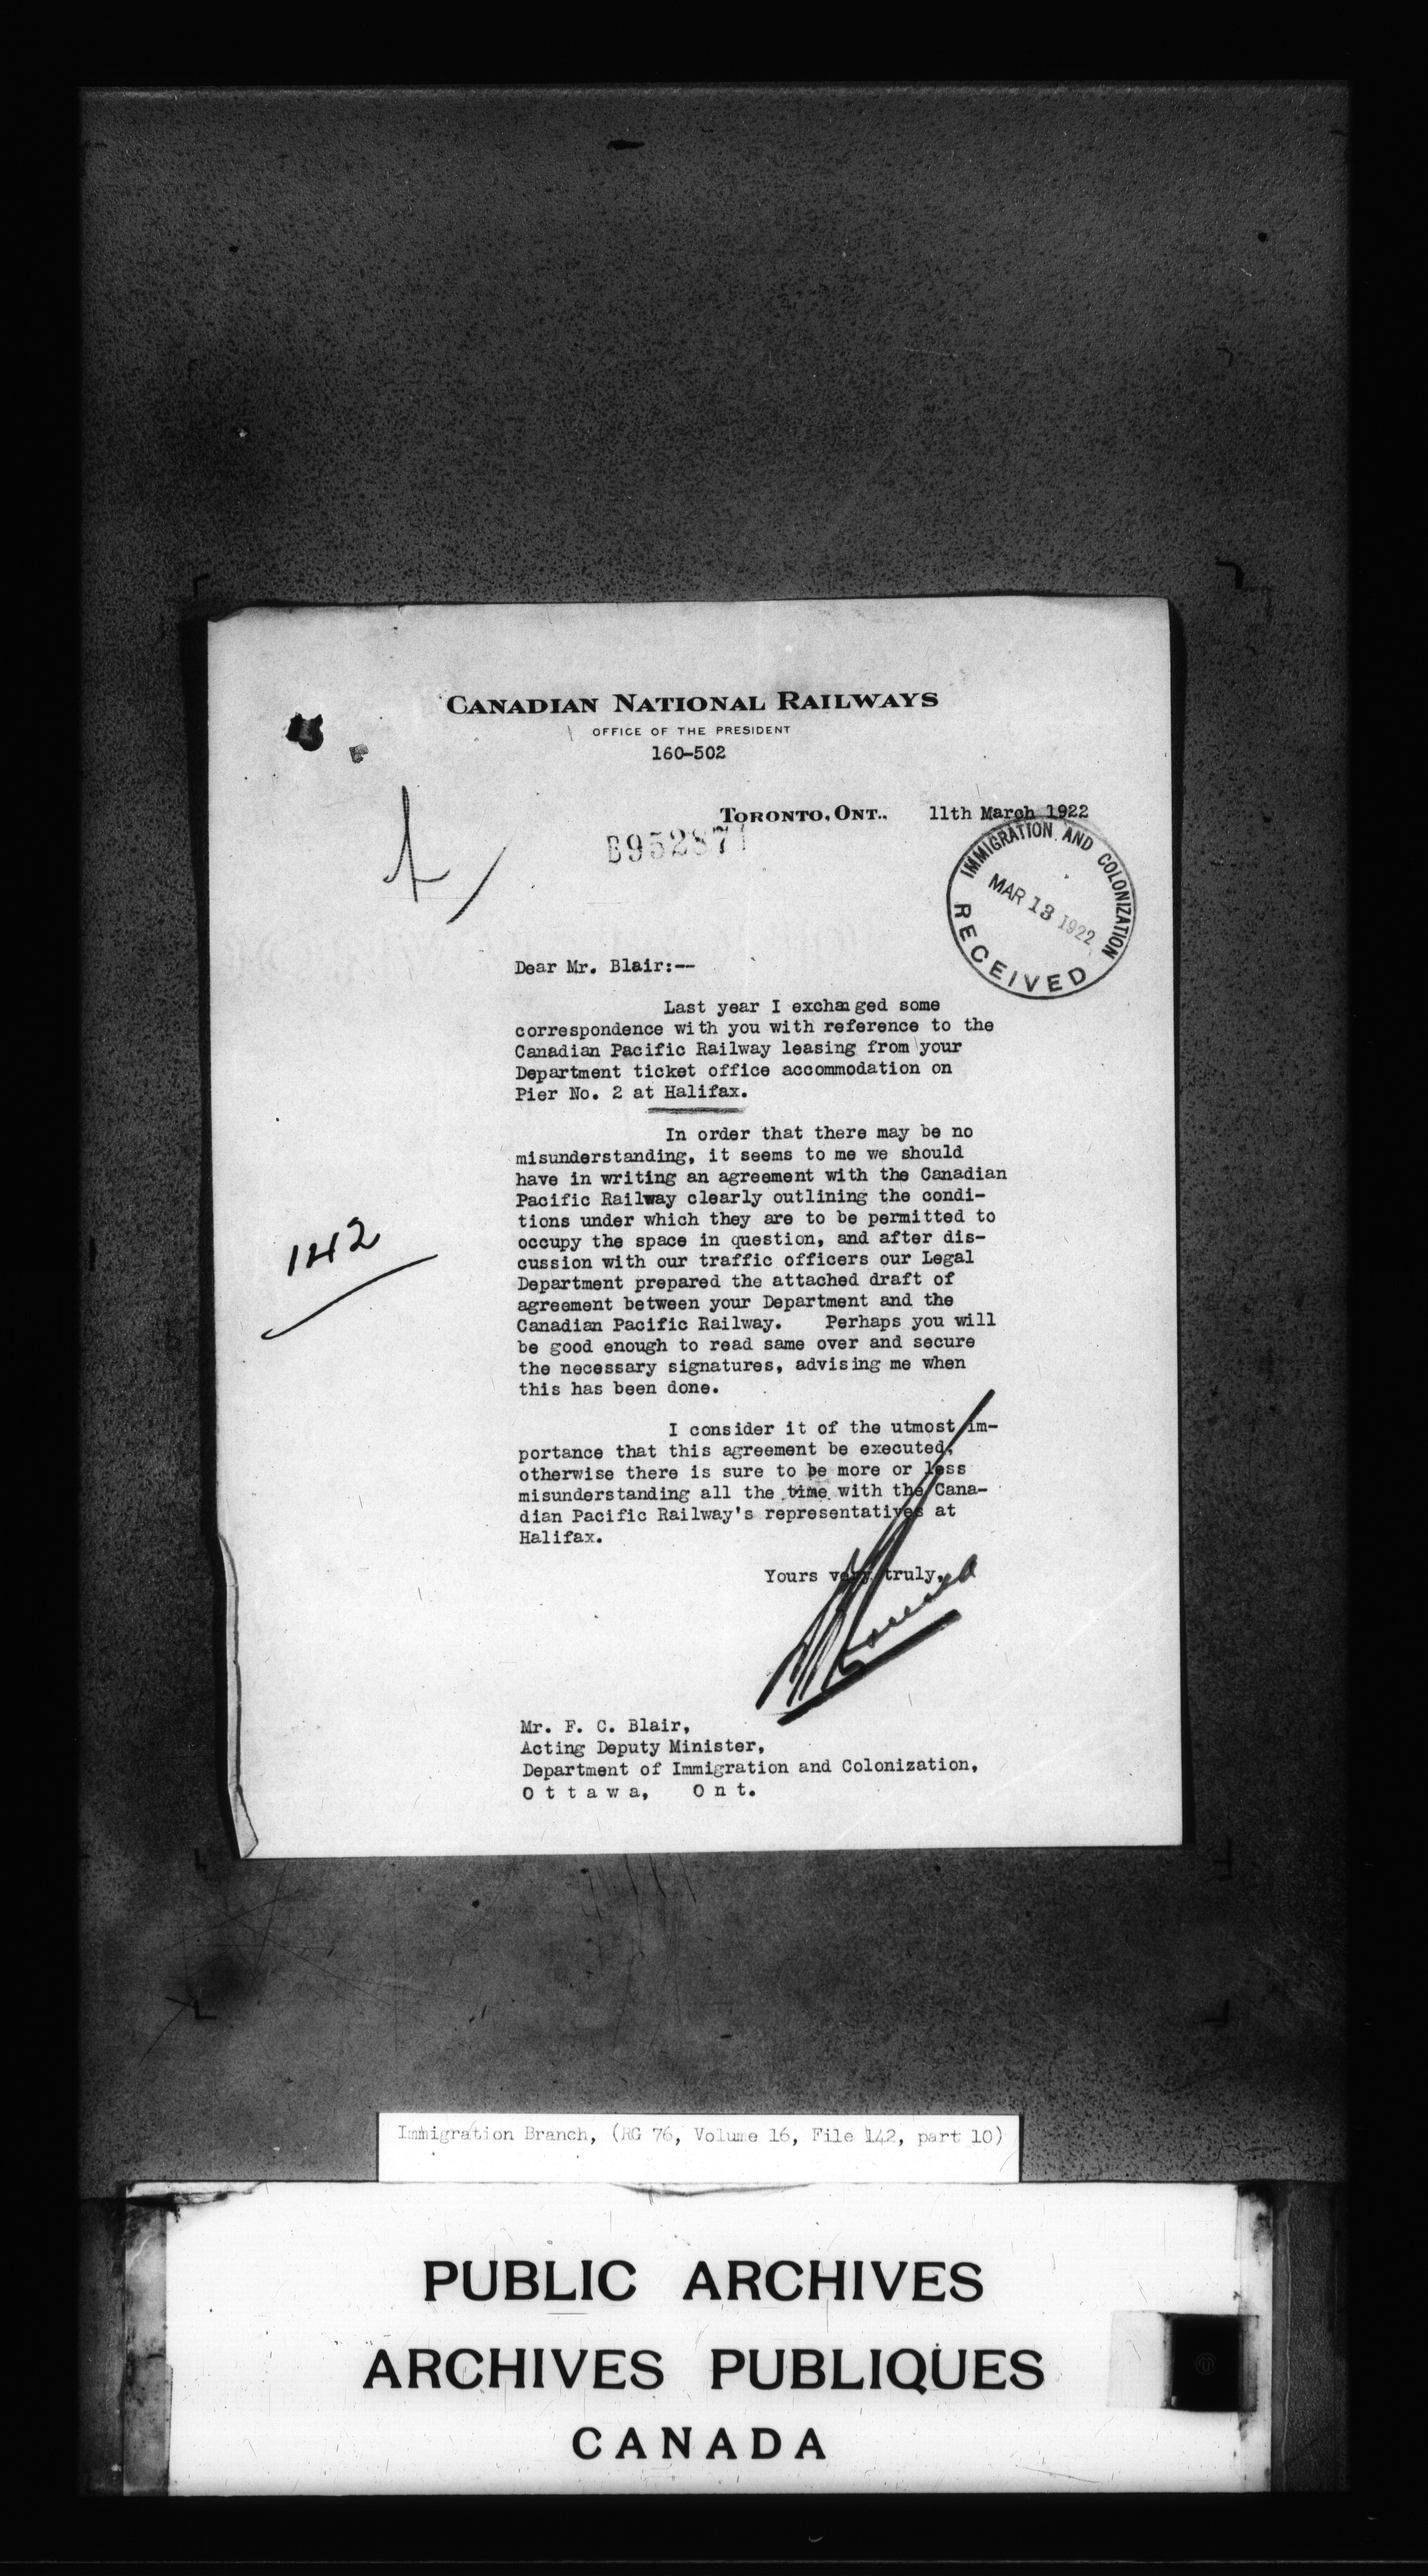 CANADIAN NATIONAL RAILWAYS
OFFICE OF THE PRESIDENT
160-502
TORONTO, ONT., 11th March 1922
B952871
IMMIGRATION AND COLONIZATION
MAR 13 1922
RECEIVED
Dear Mr. Blair:--
Last year I exchanged some
correspondence with you with reference to the
Canadian Pacific Railway leasing from your
Department ticket office accommodation on
Pier No. 2 at Halifax.
In order that there may be no
misunderstanding, it seems to me we should
have in writing an agreement with the Canadian
Pacific Railway clearly outlining the condi-
tions under which they are to be permitted to
occupy the space in question, and after dis-
cussion with our traffic officers our Legal
Department prepared the attached draft of
agreement between your Department and the
Canadian Pacific Railway. Perhaps you will
be good enough to read same over and secure
the necessary signatures, advising me when
this has been done.
142
I consider it of the utmost im-
portance that this agreement be executed,
otherwise there is sure to be more or less
misunderstanding all the time with the Cana-
dian Pacific Railway's representatives at
Halifax.
Yours very truly,
Mr. F. C. Blair,
Acting Deputy Minister,
Department of Immigration and Colonization,
O t t a w a, O n t.
Immigration Branch, (RG 76, Volume 16, File 142, part 10)
PUBLIC ARCHIVES
ARCHIVES PUBLIQUES
CANADA